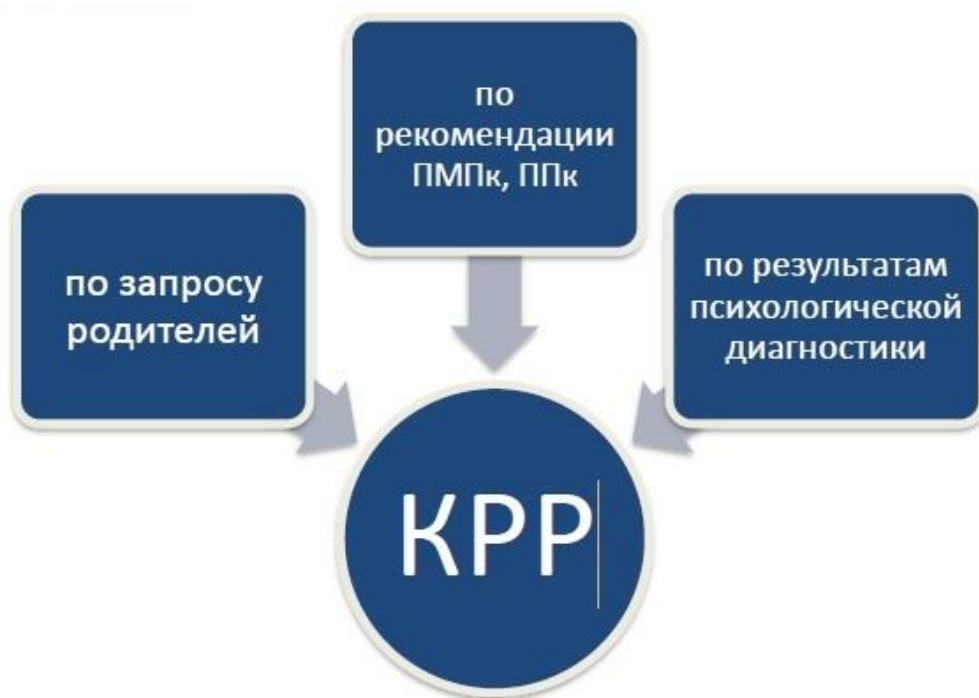 по запросу
родителей
по
рекомендации
ПМПк, ППк
по результатам
психологической
диагностики
КРР